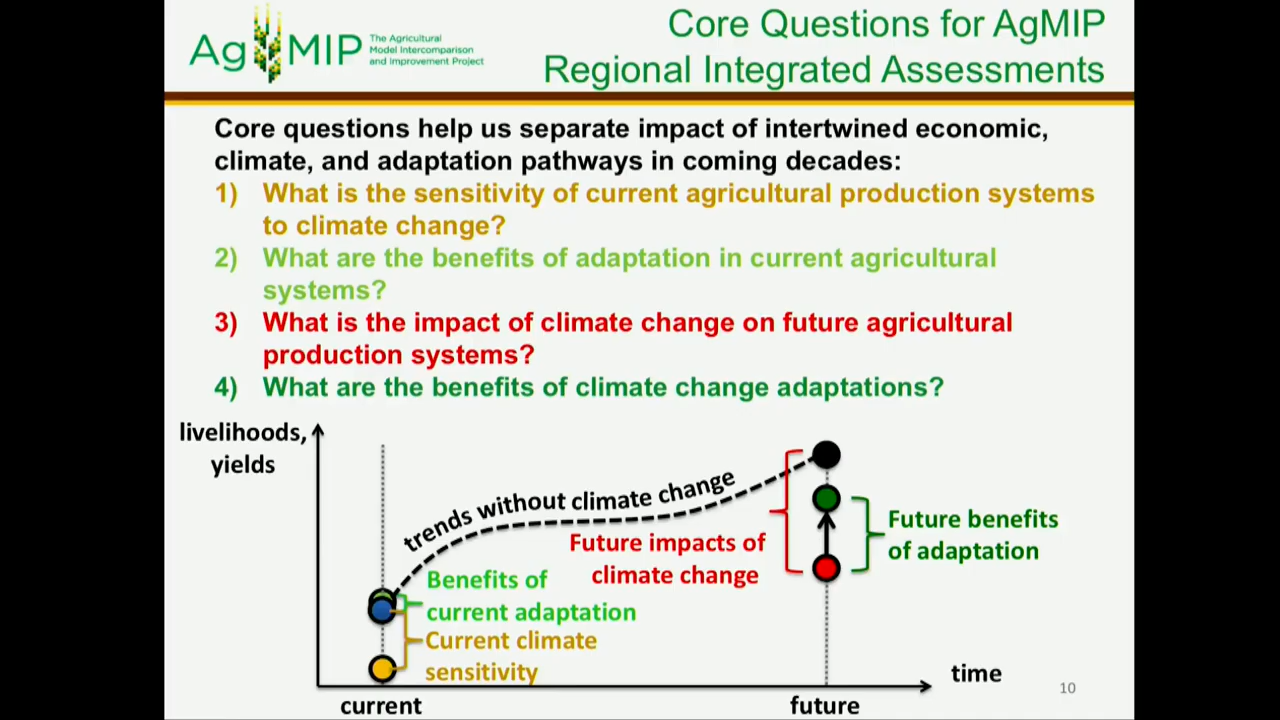 AgMIP
The Agricultural
Model Intercomparison
and Improvement Project
Core Questions for AgMIP
Regional Integrated Assessments
Core questions help us separate impact of intertwined economic,
climate, and adaptation pathways in coming decades:
1) What is the sensitivity of current agricultural production systems
to climate change?
2) What are the benefits of adaptation in current agricultural
systems?
3) What is the impact of climate change on future agricultural
production systems?
4) What are the benefits of climate change adaptations?
livelihoods,
yields
trends without climate change
Future impacts of
climate change
Future benefits
of adaptation
Benefits of
current adaptation
Current climate
sensitivity
time
10
current
future